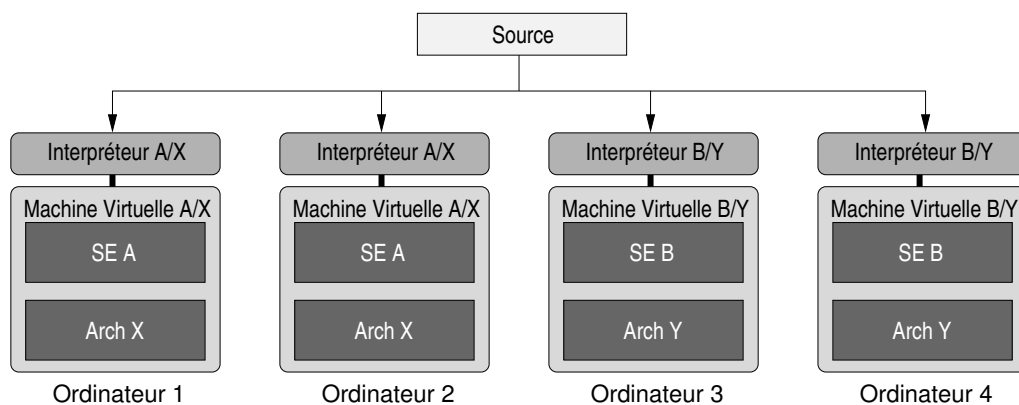 Source
Interpréteur A/X
Interpréteur A/X
Interpréteur B/Y
Interpréteur B/Y
Machine Virtuelle A/X
Machine Virtuelle A/X
Machine Virtuelle B/Y
Machine Virtuelle B/Y
SE A
SE A
SE B
SE B
Arch X
Arch X
Arch Y
Arch Y
Ordinateur 1
Ordinateur 2
Ordinateur 3
Ordinateur 4